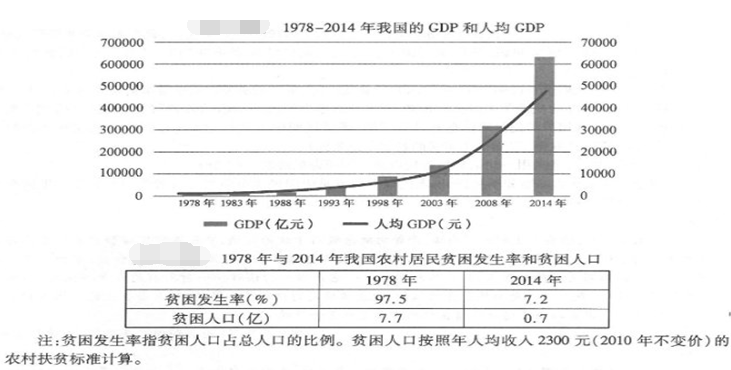 1978-2014 年我国的 GDP 和人均 GDP
700000 70000
600000 60000
500000 50000
400000 40000
300000 30000
200000 20000
100000 10000
0 0
1978 年 1983 年 1988 年 1993 年 1998 年 2003 年 2008 年 2014 年
GDP(亿元) 人均 GDP(元)
1978 年与 2014 年我国农村居民贫困发生率和贫困人口
1978 年 2014 年
贫困发生率(%) 97.5 7.2
贫困人口(亿) 7.7 0.7
注:贫困发生率指贫困人口占总人口的比例。贫困人口按照年人均收入 2300 元(2010 年不变价)的
农村扶贫标准计算。